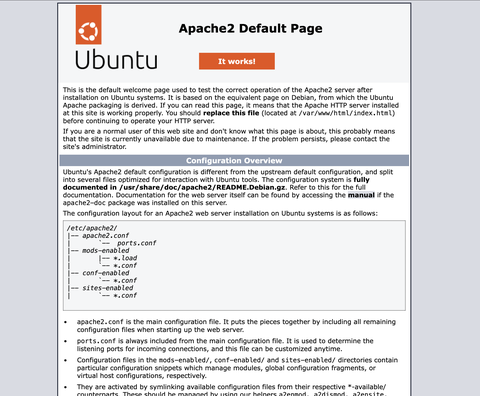 Apache2 Default Page
Ubuntu
It works!
This is the default welcome page used to test the correct operation of the Apache2 server after
installation on Ubuntu systems. It is based on the equivalent page on Debian, from which the Ubuntu
Apache packaging is derived. If you can read this page, it means that the Apache HTTP server installed
at this site is working properly. You should replace this file (located at /var/www/html/index.html)
before continuing to operate your HTTP server.
If you are a normal user of this web site and don't know what this page is about, this probably means
that the site is currently unavailable due to maintenance. If the problem persists, please contact the
site's administrator.
Configuration Overview
Ubuntu's Apache2 default configuration is different from the upstream default configuration, and split
into several files optimized for interaction with Ubuntu tools. The configuration system is fully
documented in /usr/share/doc/apache2/README.Debian.gz. Refer to this for the full
documentation. Documentation for the web server itself can be found by accessing the manual if the
apache2-doc package was installed on this server.
The configuration layout for an Apache2 web server installation on Ubuntu systems is as follows:
/etc/apache2/
|-- apache2.conf
|       `--  ports.conf
|-- mods-enabled
|       |-- *.load
|       `-- *.conf
|-- conf-enabled
|       `-- *.conf
|-- sites-enabled
|       `-- *.conf
• apache2.conf is the main configuration file. It puts the pieces together by including all remaining
configuration files when starting up the web server.
• ports.conf is always included from the main configuration file. It is used to determine the
listening ports for incoming connections, and this file can be customized anytime.
• Configuration files in the mods-enabled/, conf-enabled/ and sites-enabled/ directories contain
particular configuration snippets which manage modules, global configuration fragments, or
virtual host configurations, respectively.
• They are activated by symlinking available configuration files from their respective *-available/
counterparts. These should be managed by using our helpers a2enmod, a2dismod, a2ensite,